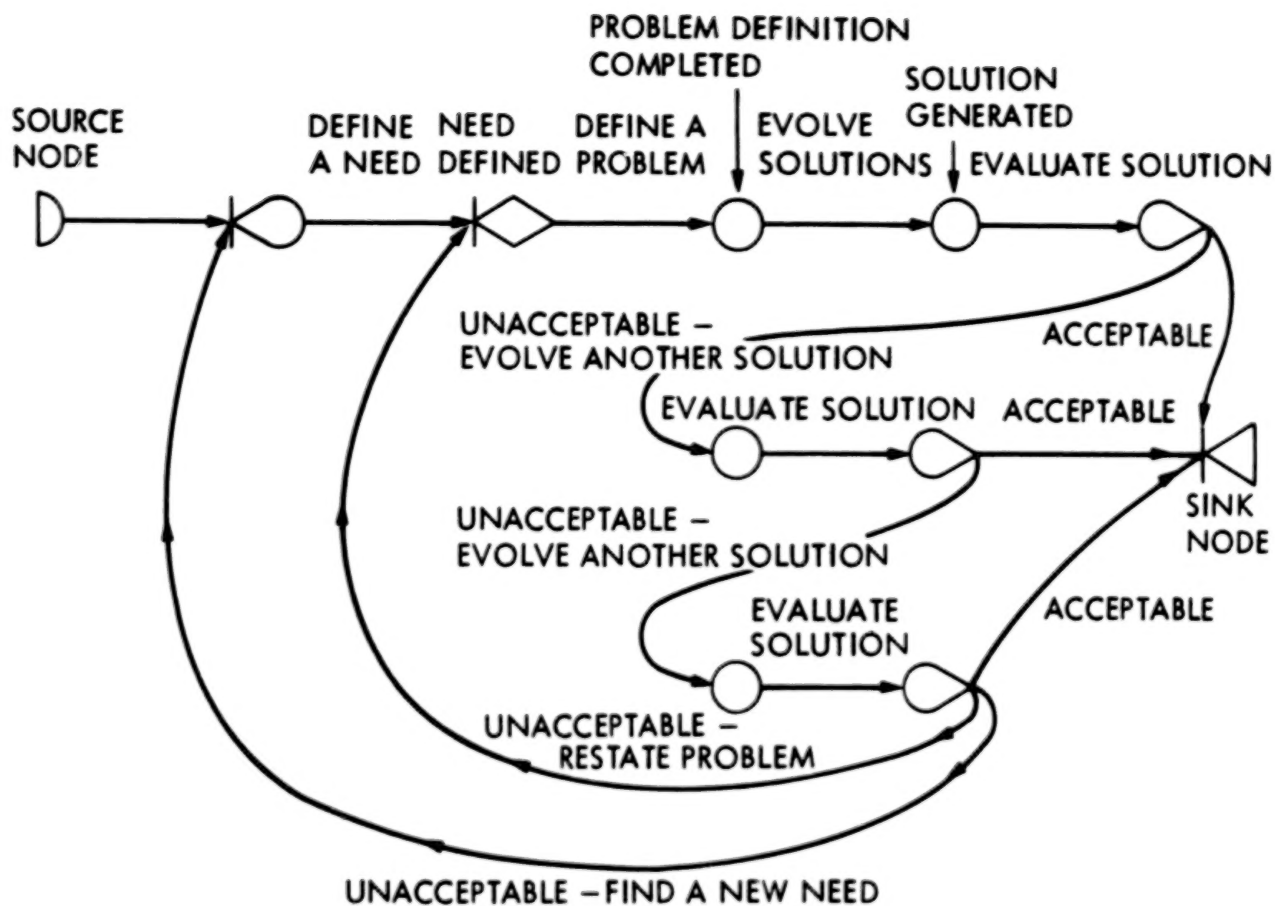 PROBLEM DEFINITION
COMPLETED
SOLUTION
GENERATED
SOURCE
NODE
DEFINE
A NEED
NEED
DEFINED
DEFINE A
PROBLEM
EVOLVE
SOLUTIONS
EVALUATE SOLUTION
UNACCEPTABLE –
EVOLVE ANOTHER SOLUTION
ACCEPTABLE
EVALUATE SOLUTION
ACCEPTABLE
SINK
NODE
UNACCEPTABLE –
EVOLVE ANOTHER SOLUTION
EVALUATE
SOLUTION
ACCEPTABLE
UNACCEPTABLE –
RESTATE PROBLEM
UNACCEPTABLE – FIND A NEW NEED